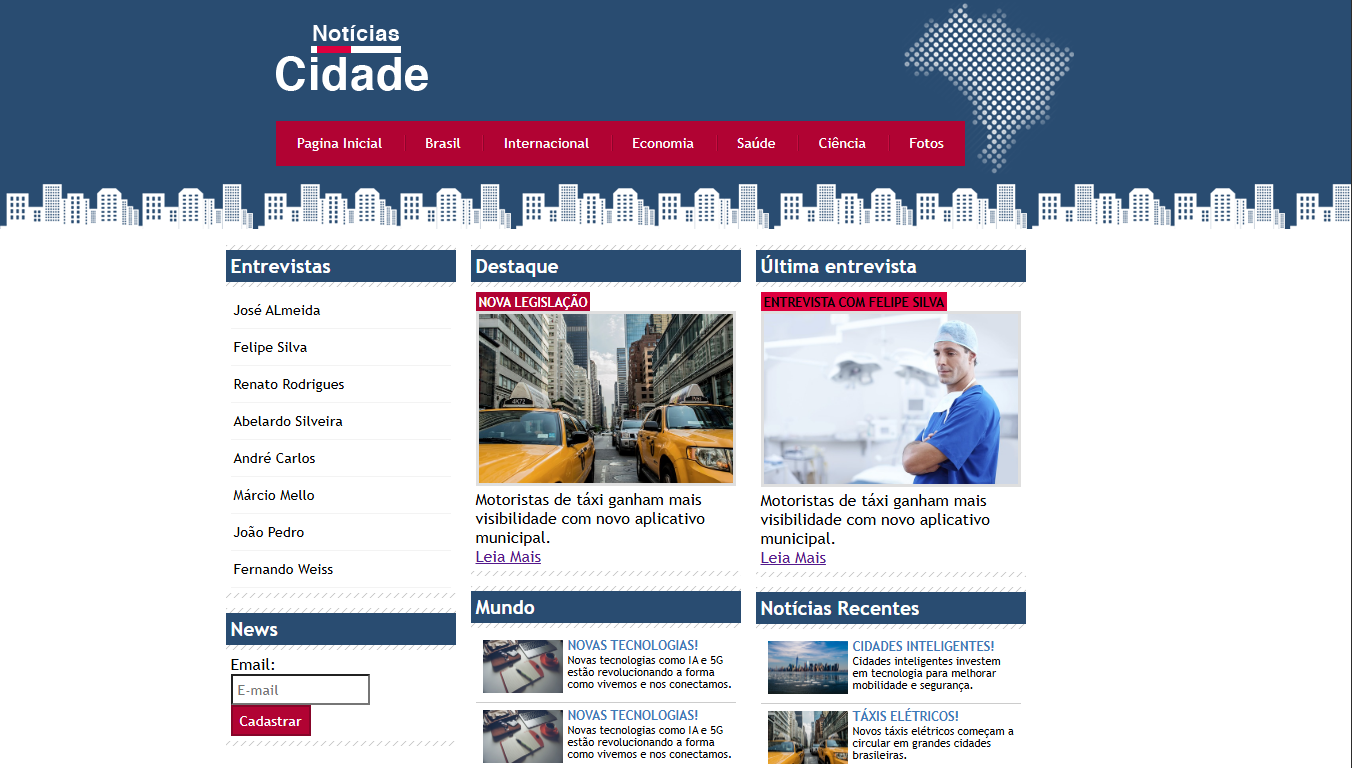 Notícias
Cidade
Pagina Inicial
Brasil
Internacional
Economia
Saúde
Ciência
Fotos
Entrevistas
José ALmeida
Felipe Silva
Renato Rodrigues
Abelardo Silveira
André Carlos
Márcio Mello
João Pedro
Fernando Weiss
News
Email:
E-mail
Cadastrar
Destaque
NOVA LEGISLAÇÃO
Motoristas de táxi ganham mais
visibilidade com novo aplicativo
municipal.
Leia Mais
Mundo
NOVAS TECNOLOGIAS!
Novas tecnologias como IA e 5G
estão revolucionando a forma
como vivemos e nos conectamos.
NOVAS TECNOLOGIAS!
Novas tecnologias como IA e 5G
estão revolucionando a forma
como vivemos e nos conectamos.
Última entrevista
ENTREVISTA COM FELIPE SILVA
Motoristas de táxi ganham mais
visibilidade com novo aplicativo
municipal.
Leia Mais
Notícias Recentes
CIDADES INTELIGENTES!
Cidades inteligentes investem
em tecnologia para melhorar
mobilidade e segurança.
TÁXIS ELÉTRICOS!
Novos táxis elétricos começam a
circular em grandes cidades
brasileiras.